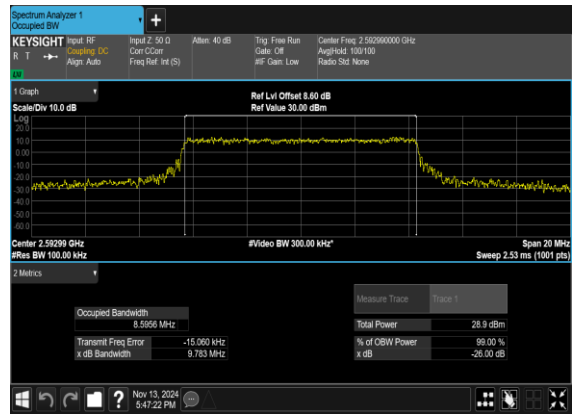 Spectrum Analyzer 1
Occupied BW
+
KEYSIGHT
R T
LW
Input: RF
Coupling: DC
Align: Auto
Input Z: 50 Ω
Corr CCorr
Freq Ref: Int (S)
Atten: 40 dB
Trig: Free Run
Gate: Off
#IF Gain: Low
Center Freq: 2.592990000 GHz
Avg|Hold: 100/100
Radio Std: None
1 Graph
Scale/Div 10.0 dB
Ref Lvl Offset 8.60 dB
Ref Value 30.00 dBm
Log
20.0
10.0
0.00
-10.0
-20.0
-30.0
-40.0
-50.0
-60.0
Center 2.59299 GHz
#Video BW 300.00 kHz*
Span 20 MHz
#Res BW 100.00 kHz
Sweep 2.53 ms (1001 pts)
2 Metrics
Measure Trace Trace 1
Occupied Bandwidth
8.5956 MHz
Total Power 28.9 dBm
Transmit Freq Error -15.060 kHz
% of OBW Power 99.00 %
x dB Bandwidth 9.783 MHz
x dB -26.00 dB
?
Nov 13, 2024
5:47:22 PM